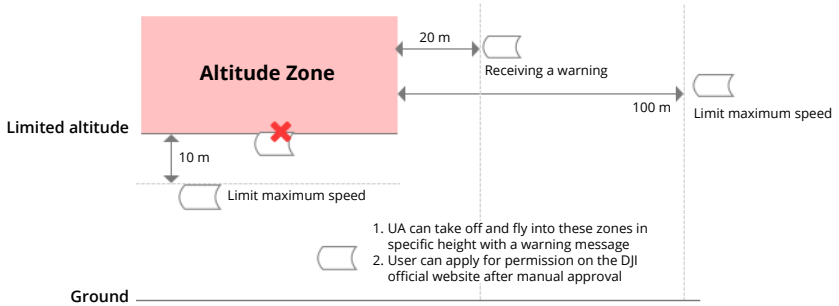 20 m
Altitude Zone
Receiving a warning
100 m
Limit maximum speed
Limited altitude
10 m
Limit maximum speed
1. UA can take off and fly into these zones in
specific height with a warning message
2. User can apply for permission on the DJI
official website after manual approval
Ground